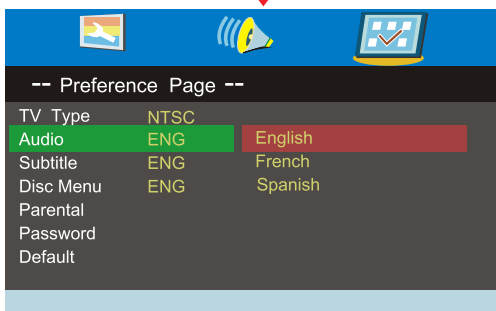 -- Preference Page --
TV Type NTSC
Audio ENG English
Subtitle ENG French
Disc Menu ENG Spanish
Parental
Password
Default